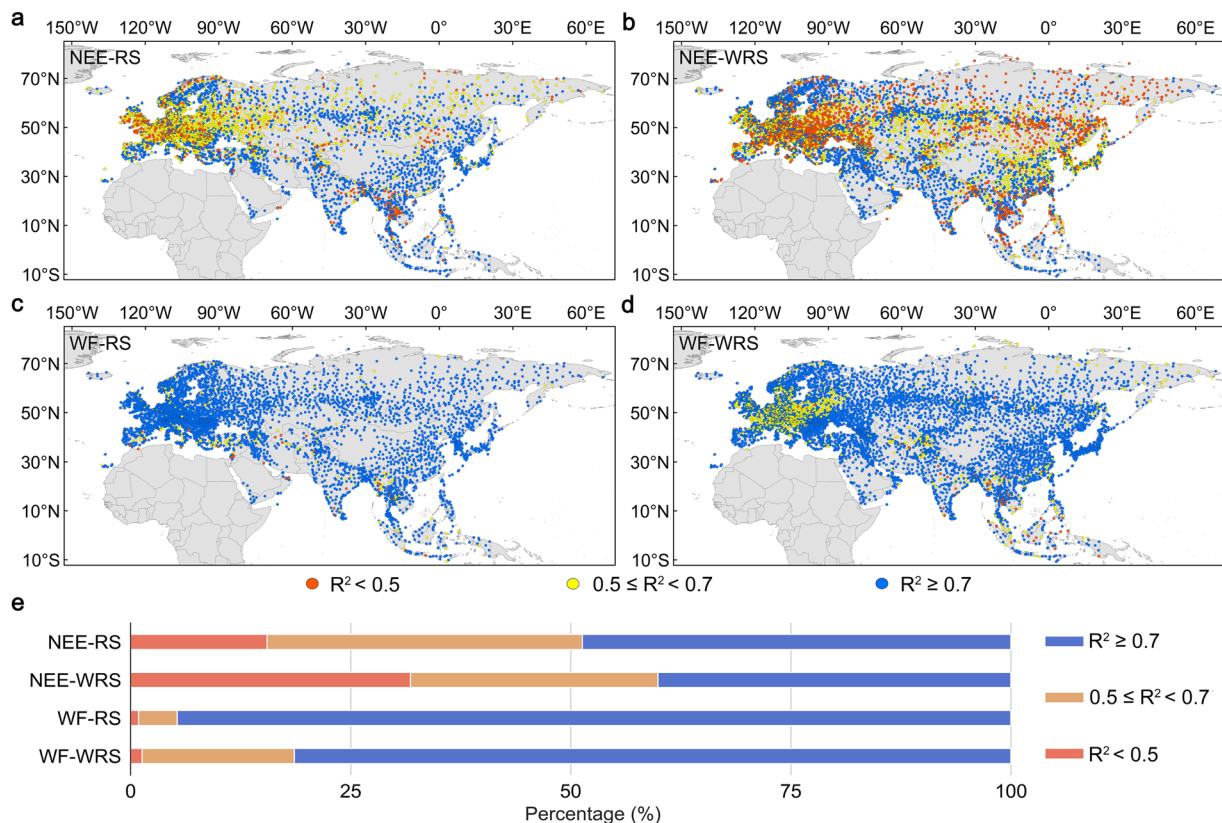 a
150°W 120°W 90°W 60°W 30°W 0° 30°E 60°E
NEE-RS
70°N
50°N
30°N
10°N
10°S
b
150°W 120°W 90°W 60°W 30°W 0° 30°E 60°E
NEE-WRS
70°N
50°N
30°N
10°N
10°S
c
150°W 120°W 90°W 60°W 30°W 0° 30°E 60°E
WF-RS
70°N
50°N
30°N
10°N
10°S
d
150°W 120°W 90°W 60°W 30°W 0° 30°E 60°E
WF-WRS
70°N
50°N
30°N
10°N
10°S
R² < 0.5 0.5 ≤ R² < 0.7 R² ≥ 0.7
e
NEE-RS
NEE-WRS
WF-RS
WF-WRS
0 25 50 75 100
Percentage (%)
R² ≥ 0.7
0.5 ≤ R² < 0.7
R² < 0.5